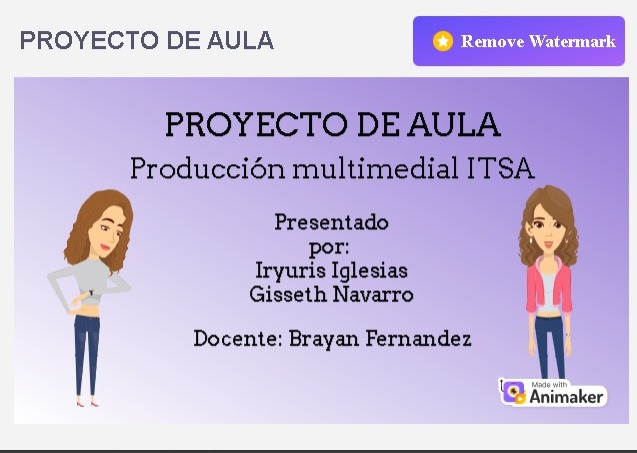 PROYECTO DE AULA
Remove Watermark
PROYECTO DE AULA
Producción multimedial ITSA
Presentado
por:
Iryuris Iglesias
Gisseth Navarro
Docente: Brayan Fernandez
Made with
Animaker